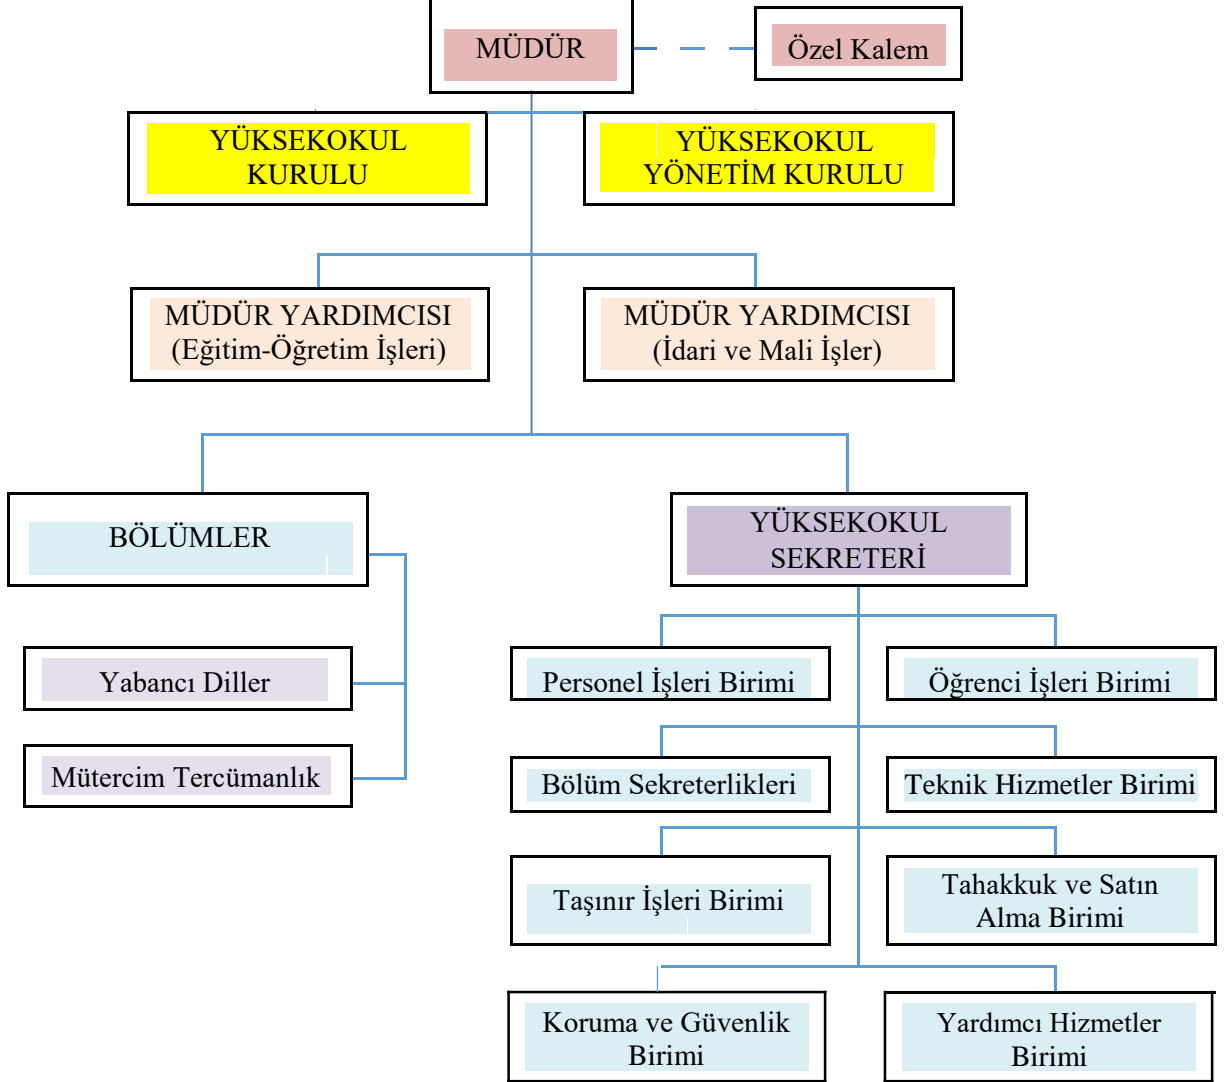 MÜDÜR
Özel Kalem
YÜKSEKOKUL
KURULU
YÜKSEKOKUL
YÖNETİM KURULU
MÜDÜR YARDIMCISI
(Eğitim-Öğretim İşleri)
MÜDÜR YARDIMCISI
(İdari ve Mali İşler)
BÖLÜMLER
YÜKSEKOKUL
SEKRETERİ
Yabancı Diller
Mütercim Tercümanlık
Personel İşleri Birimi
Öğrenci İşleri Birimi
Bölüm Sekreterlikleri
Teknik Hizmetler Birimi
Taşınır İşleri Birimi
Tahakkuk ve Satın
Alma Birimi
Koruma ve Güvenlik
Birimi
Yardımcı Hizmetler
Birimi